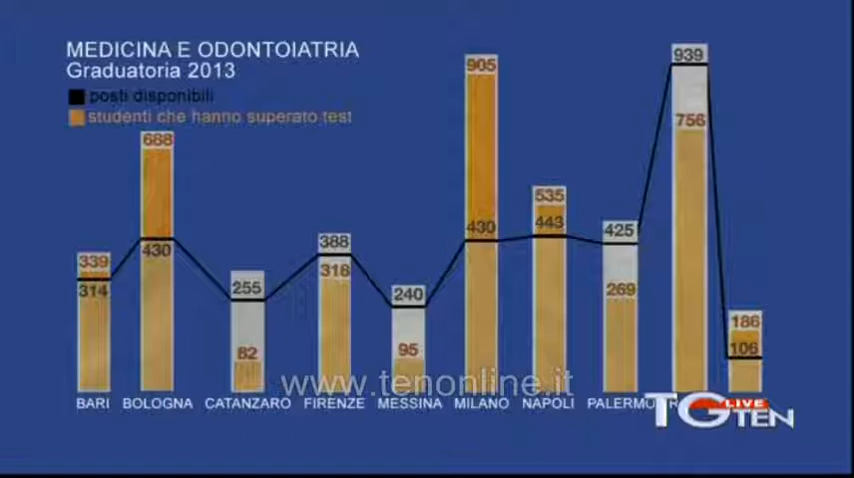 MEDICINA E ODONTOIATRIA
Graduatoria 2013
posti disponibili
studenti che hanno superato test
939
905
756
688
535
430
430
443
425
388
339
314
318
255
240
269
186
106
82
95
www.tenonline.it
BARI BOLOGNA CATANZARO FIRENZE MESSINA MILANO NAPOLI PALERMO
LIVE
TGTEN